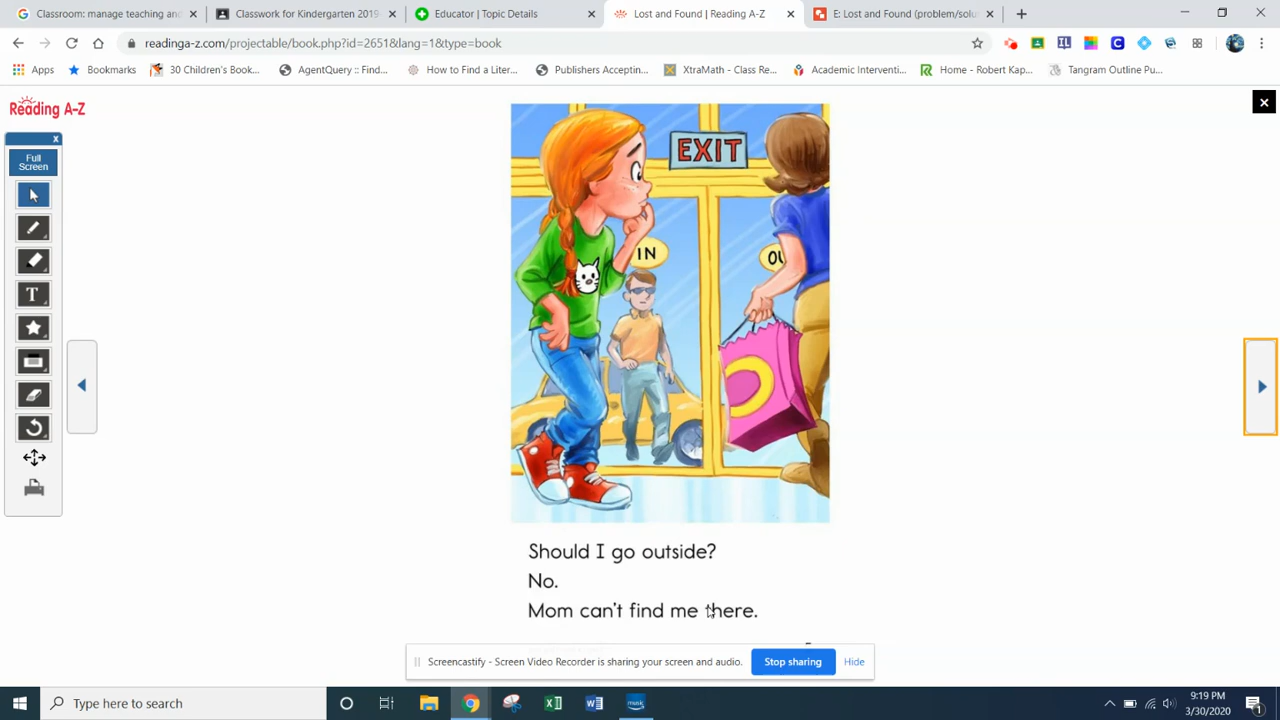 Classroom: manage teaching and
Classwork for Kindergarten 2019
Educator | Topic Details
Lost and Found | Reading A-Z
E: Lost and Found (problem/solu
readinga-z.com/projectable/book.php?id=2651&lang=1&type=book
Apps
Bookmarks
30 Children's Book...
AgentQuery :: Find...
How to Find a Liter...
Publishers Acceptin...
XtraMath - Class Re...
Academic Interventi...
Home - Robert Kap...
Tangram Outline Pu...
Reading A-Z
Full
Screen
T
EXIT
IN
OU
Should I go outside?
No.
Mom can't find me there.
Screencastify - Screen Video Recorder is sharing your screen and audio.
Stop sharing
Hide
Type here to search
music
9:19 PM
3/30/2020